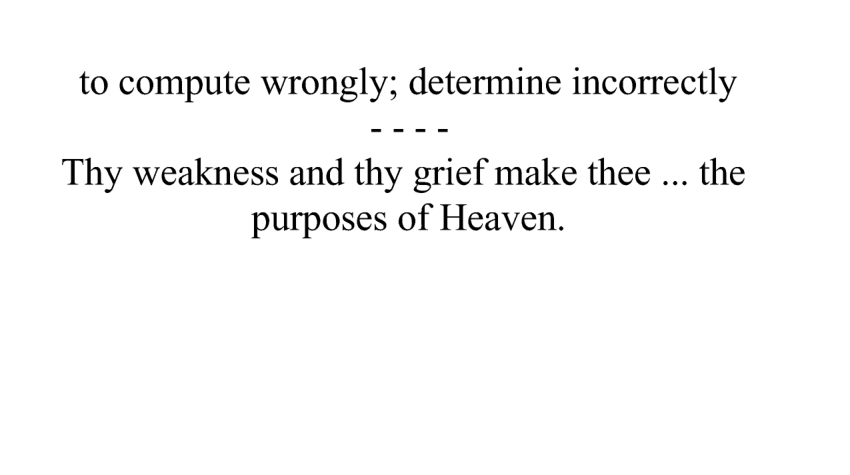 to compute wrongly; determine incorrectly
- - - -
Thy weakness and thy grief make thee ... the
purposes of Heaven.